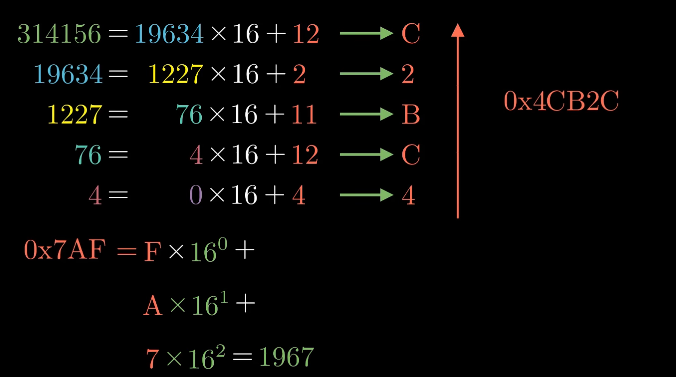 314156 = 19634 × 16 + 12 → C
19634 = 1227 × 16 + 2 → 2
1227 = 76 × 16 + 11 → B
76 = 4 × 16 + 12 → C
4 = 0 × 16 + 4 → 4
0x4CB2C
0x7AF = F × 16⁰ +
A × 16¹ +
7 × 16² = 1967